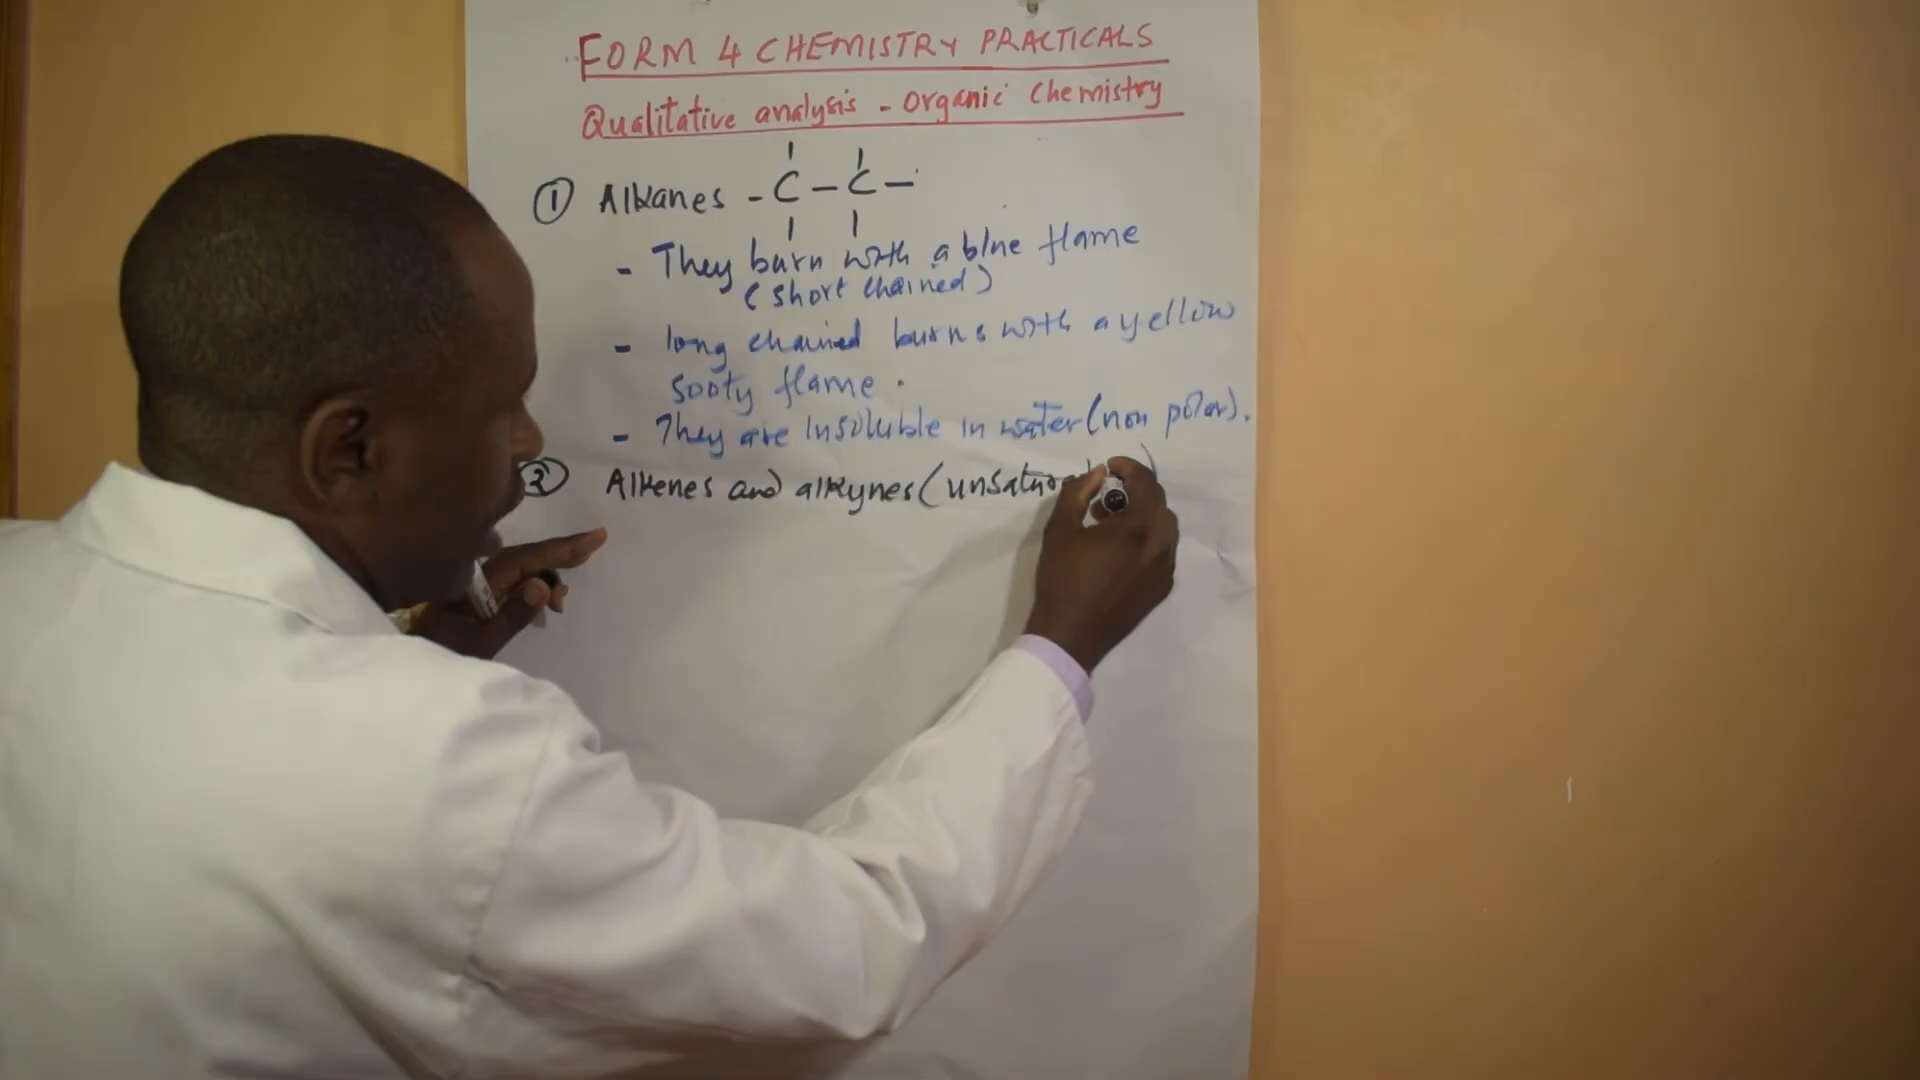 FORM 4 CHEMISTRY PRACTICALS
Qualitative analysis - Organic Chemistry
① Alkanes - C - C -
- They burn with a blue flame
(short chained)
- long chained burns with a yellow
sooty flame.
- They are insoluble in water (non polar).
② Alkenes and alkynes (